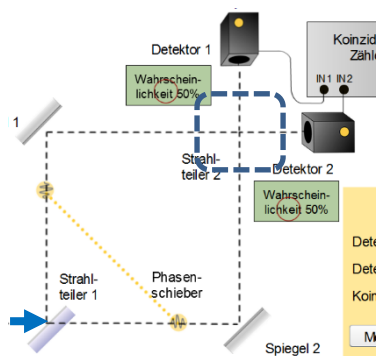 Detektor 1
Koinzid
Zähle
Wahrschein-
lichkeit 50%
IN1 IN2
1
Strahl-
teiler 2
Detektor 2
Wahrschein-
lichkeit 50%
Strahl-
teiler 1
Phasen-
schieber
Dete
Dete
Koin
Spiegel 2